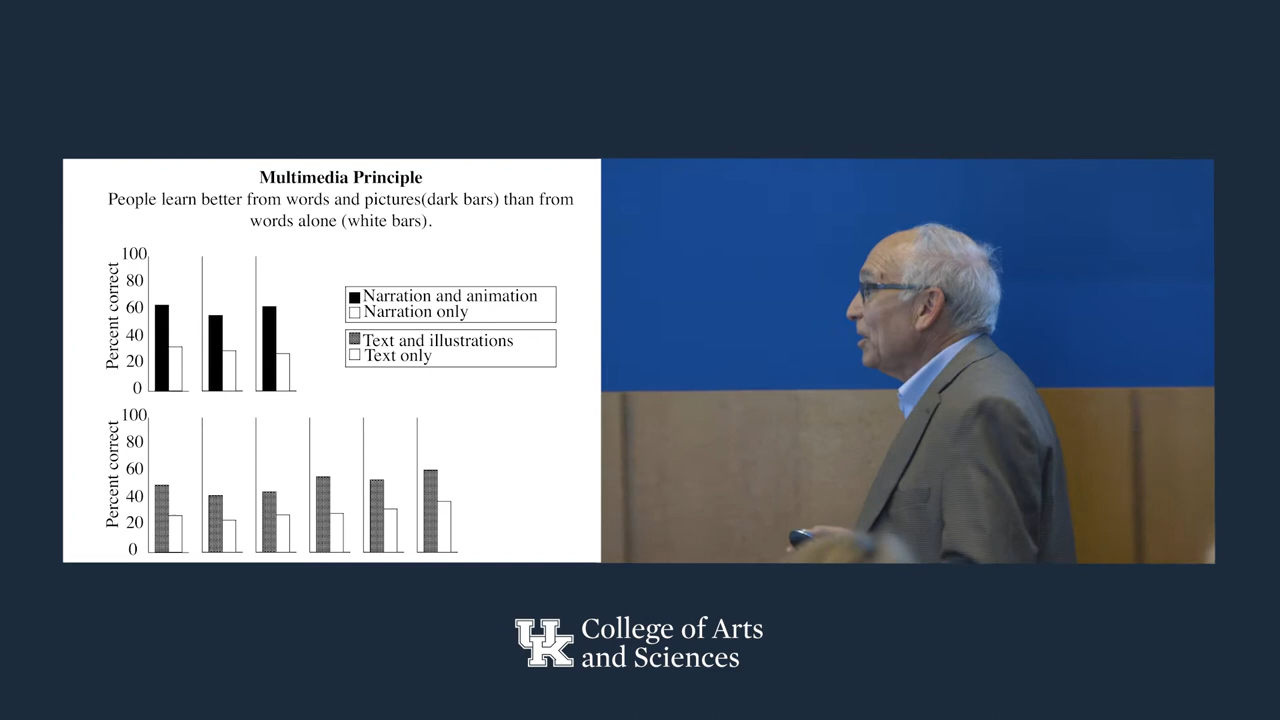 Multimedia Principle
People learn better from words and pictures(dark bars) than from
words alone (white bars).
100
80
60
40
20
0
Percent correct
Narration and animation
Narration only
Text and illustrations
Text only
100
80
60
40
20
0
Percent correct
UK
College of Arts
and Sciences